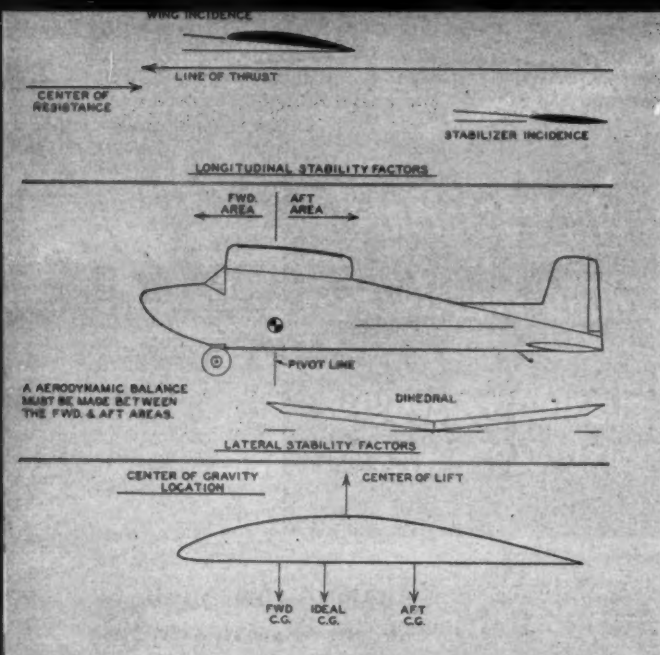 WING INCIDENCE
LINE OF THRUST
CENTER OF
RESISTANCE
STABILIZER INCIDENCE
LONGITUDINAL STABILITY FACTORS
FWD. AREA
AFT AREA
PIVOT LINE
A AERODYNAMIC BALANCE
MUST BE MADE BETWEEN
THE FWD. & AFT AREAS.
DIHEDRAL
LATERAL STABILITY FACTORS
CENTER OF GRAVITY
LOCATION
CENTER OF LIFT
FWD C.G.
IDEAL C.G.
AFT C.G.